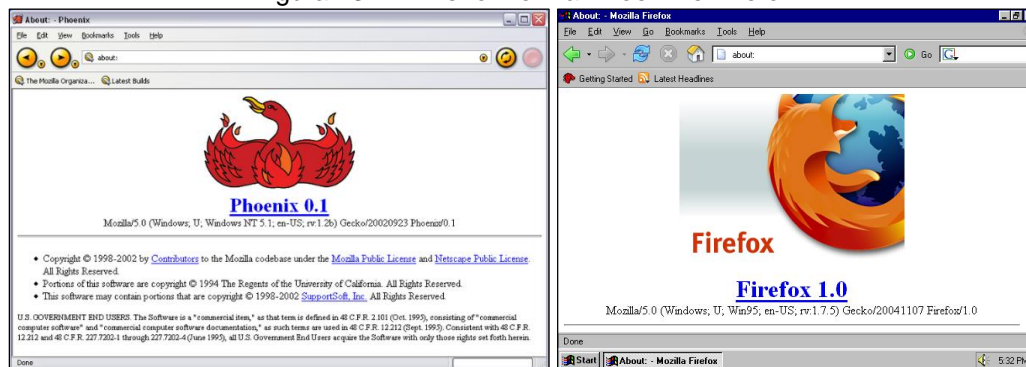 About: - Phoenix
File Edit View Bookmarks Tools Help
about:
The Mozilla Organiza... Latest Builds
Phoenix 0.1
Mozilla/5.0 (Windows; U; Windows NT 5.1; en-US; rv:1.2b) Gecko/20020923 Phoenix/0.1
Copyright © 1998-2002 by Contributors to the Mozilla codebase under the Mozilla Public License and Netscape Public License.
All Rights Reserved.
Portions of this software are copyright © 1994 The Regents of the University of California. All Rights Reserved.
This software may contain portions that are copyright © 1998-2002 SupportSoft, Inc. All Rights Reserved.
U.S. GOVERNMENT END USERS. The Software is a "commercial item," as that term is defined in 48 C.F.R. 2.101 (Oct. 1995), consisting of "commercial
computer software" and "commercial computer software documentation," as such terms are used in 48 C.F.R. 12.212 (Sept. 1995). Consistent with 48 C.F.R.
12.212 and 48 C.F.R. 227.7202-1 through 227.7202-4 (June 1995), all U.S. Government End Users acquire the Software with only those rights set forth herein.
Done
About: - Mozilla Firefox
File Edit View Go Bookmarks Tools Help
about: Go
Getting Started Latest Headlines
Firefox
Firefox 1.0
Mozilla/5.0 (Windows; U; Win95; en-US; rv:1.7.5) Gecko/20041107 Firefox/1.0
Done
Start About: - Mozilla Firefox 5:32 PM